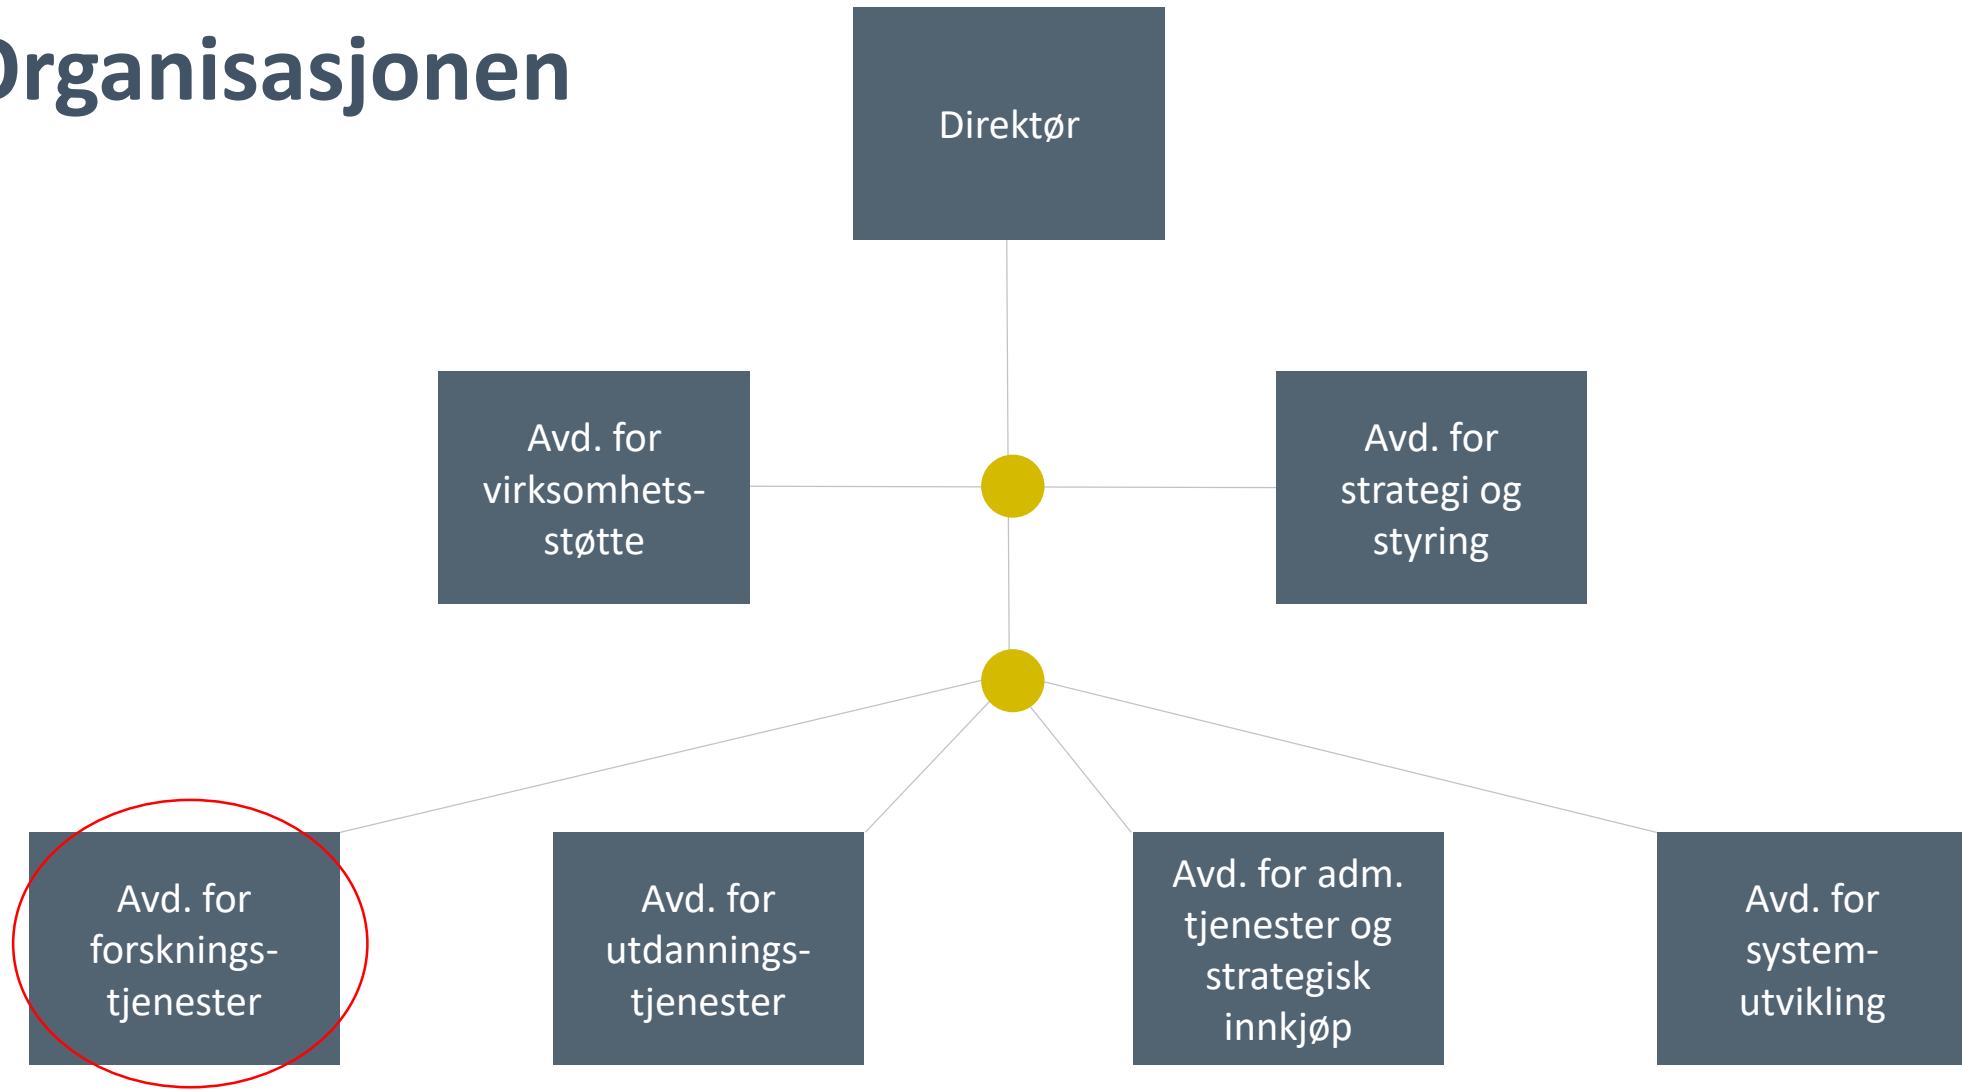 Organisasjonen
Direktør
Avd. for
virksomhets-
støtte
Avd. for
strategi og
styring
Avd. for
forsknings-
tjenester
Avd. for
utdannings-
tjenester
Avd. for adm.
tjenester og
strategisk
innkjøp
Avd. for
system-
utvikling